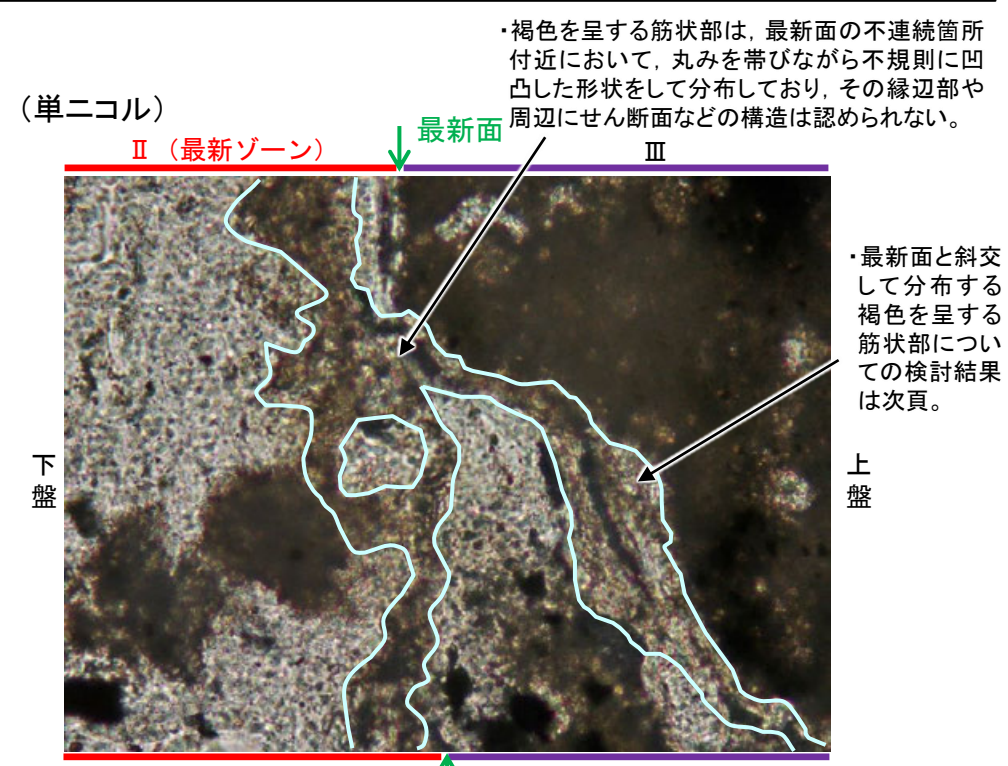 ・褐色を呈する筋状部は，最新面の不連続箇所
付近において，丸みを帯びながら不規則に凹
凸した形状をして分布しており，その縁辺部や
周辺にせん断面などの構造は認められない。
（単ニコル）
最新面
Ⅱ （最新ゾーン）
Ⅲ
・最新面と斜交
して分布する
褐色を呈する
筋状部につい
ての検討結果
は次頁。
下盤
上盤